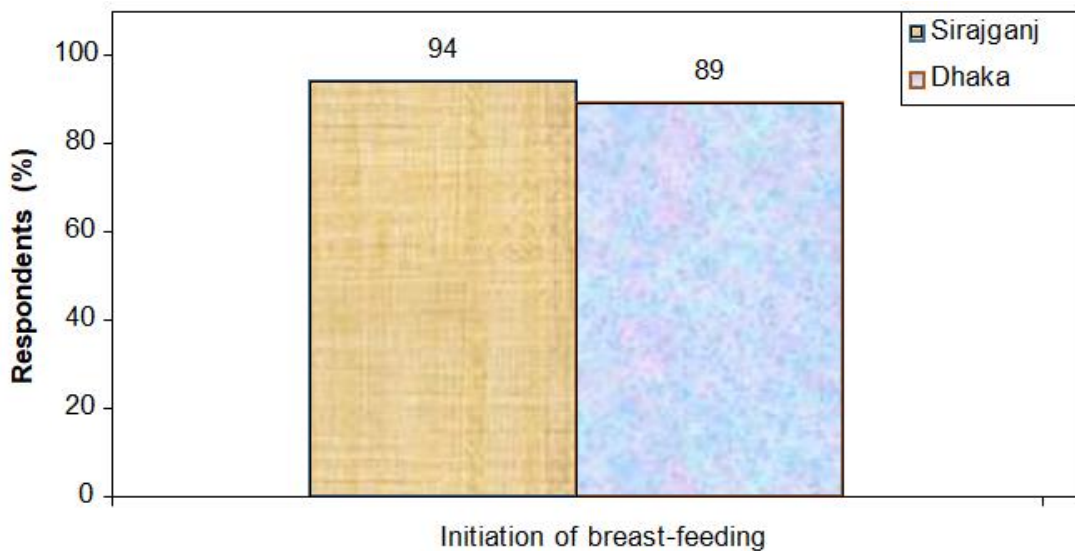 Sirajganj
Dhaka
94
89
100
80
60
40
20
0
Respondents (%)
Initiation of breast-feeding